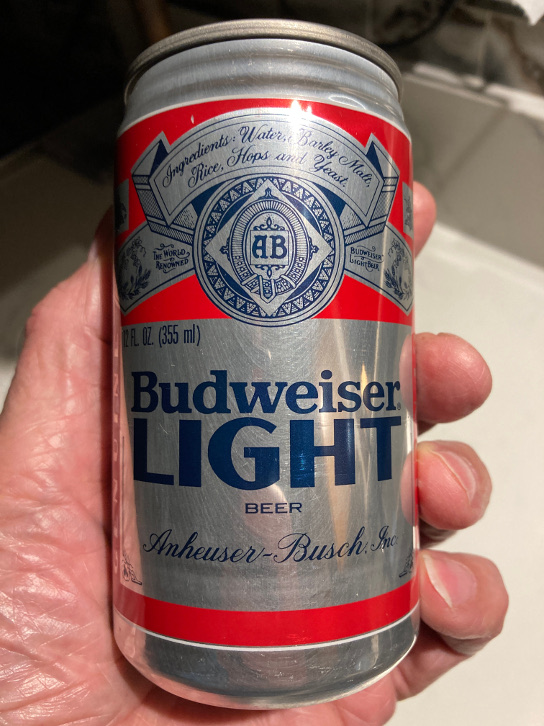 Ingredients: Water, Barley Malt,
Rice, Hops and Yeast.
THE WORLD
RENOWNED
AB
BUDWEISER
LIGHT BEER
12 FL. OZ. (355 ml)
Budweiser®
LIGHT
BEER
Anheuser-Busch, Inc.